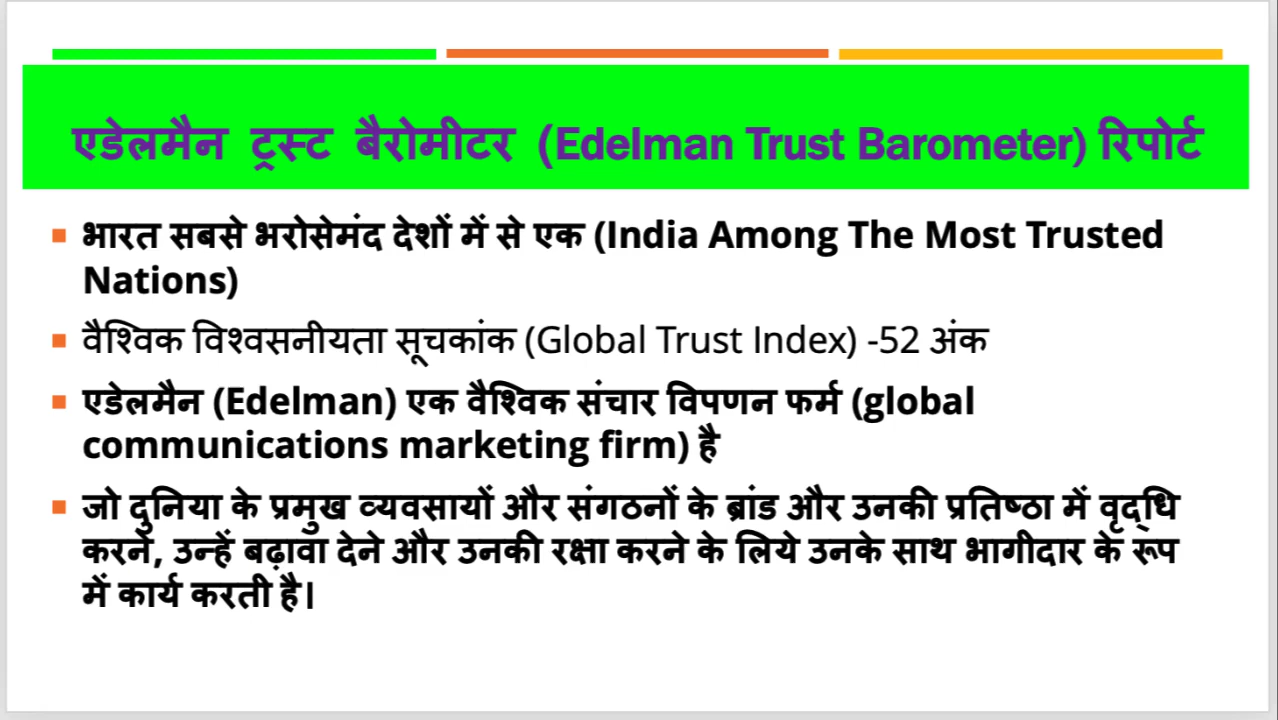 एडेलमैन ट्रस्ट बैरोमीटर (Edelman Trust Barometer) रिपोर्ट
भारत सबसे भरोसेमंद देशों में से एक (India Among The Most Trusted
Nations)
वैश्विक विश्वसनीयता सूचकांक (Global Trust Index) -52 अंक
एडेलमैन (Edelman) एक वैश्विक संचार विपणन फर्म (global
communications marketing firm) है
जो दुनिया के प्रमुख व्यवसायों और संगठनों के ब्रांड और उनकी प्रतिष्ठा में वृद्धि
करने, उन्हें बढ़ावा देने और उनकी रक्षा करने के लिये उनके साथ भागीदार के रूप
में कार्य करती है।